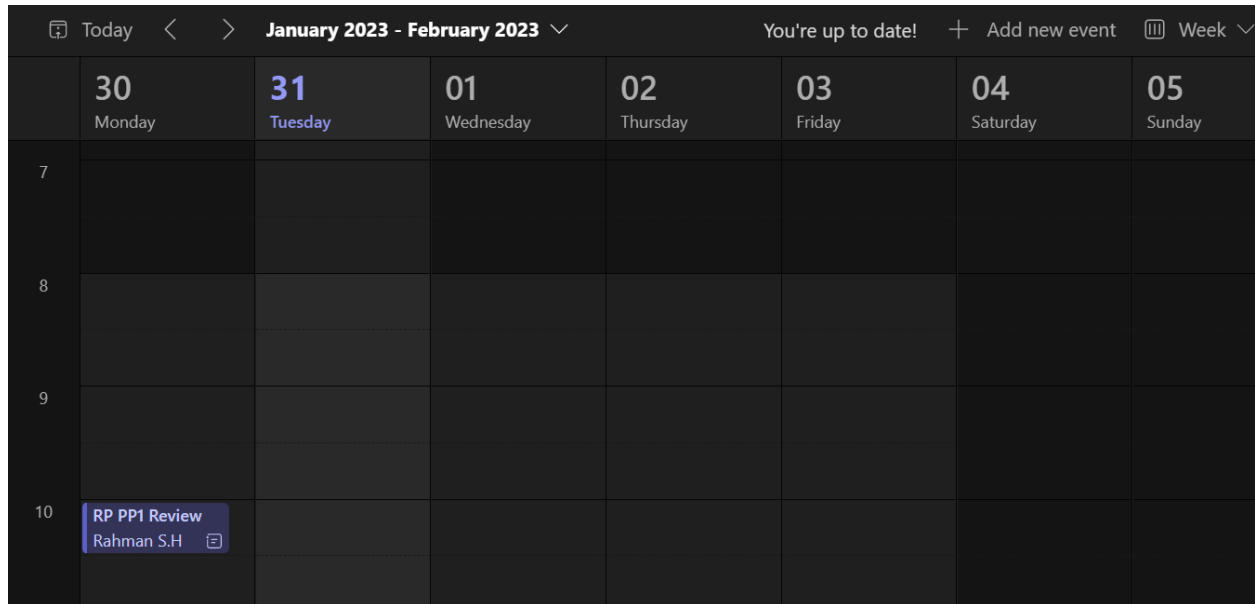 Today January 2023 - February 2023 You're up to date! Add new event Week
30 31 01 02 03 04 05
Monday Tuesday Wednesday Thursday Friday Saturday Sunday
7
8
9
10
RP PP1 Review
Rahman S.H